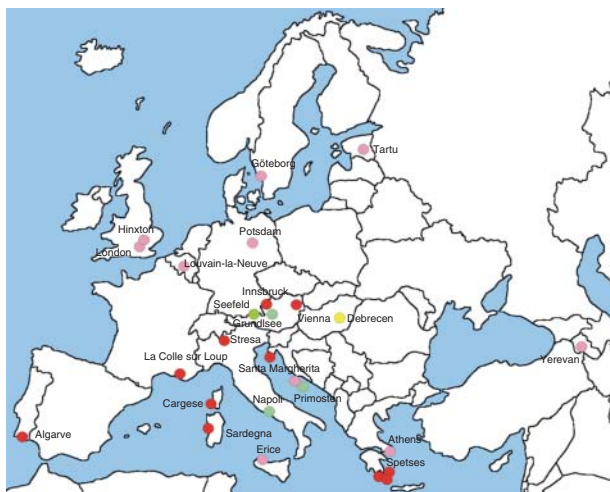 Tartu
Göteborg
Hinxton
London
Potsdam
Louvain-la-Neuve
Innsbruck
Seefeld
Grundlsee
Vienna
Debrecen
Stresa
La Colle sur Loup
Santa Margherita
Yerevan
Cargese
Napoli
Primosten
Algarve
Sardegna
Erice
Athens
Spetses